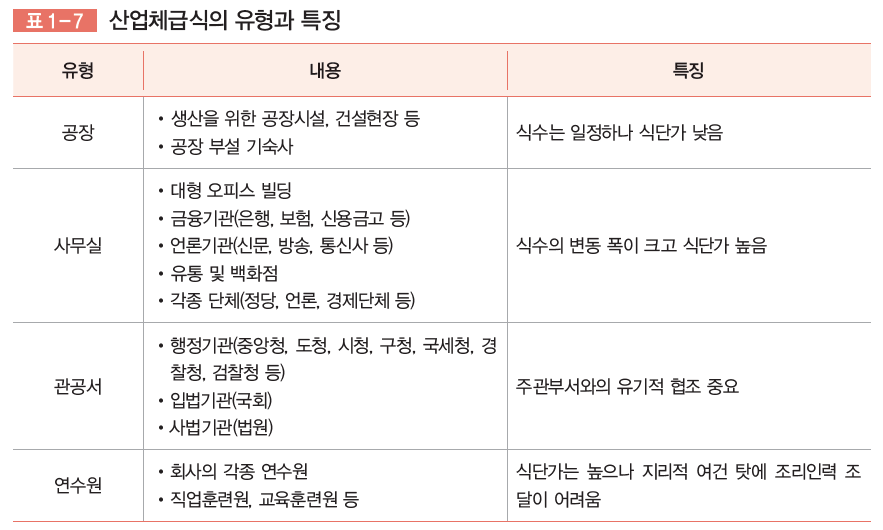 표 1-7 산업체급식의 유형과 특징
유형 내용 특징
공장
• 생산을 위한 공장시설, 건설현장 등
• 공장 부설 기숙사
식수는 일정하나 식단가 낮음
사무실
• 대형 오피스 빌딩
• 금융기관(은행, 보험, 신용금고 등)
• 언론기관(신문, 방송, 통신사 등)
• 유통 및 백화점
• 각종 단체(정당, 언론, 경제단체 등)
식수의 변동 폭이 크고 식단가 높음
관공서
• 행정기관(중앙청, 도청, 시청, 구청, 국세청, 경
찰청, 검찰청 등)
• 입법기관(국회)
• 사법기관(법원)
주관부서와의 유기적 협조 중요
연수원
• 회사의 각종 연수원
• 직업훈련원, 교육훈련원 등
식단가는 높으나 지리적 여건 탓에 조리인력 조
달이 어려움